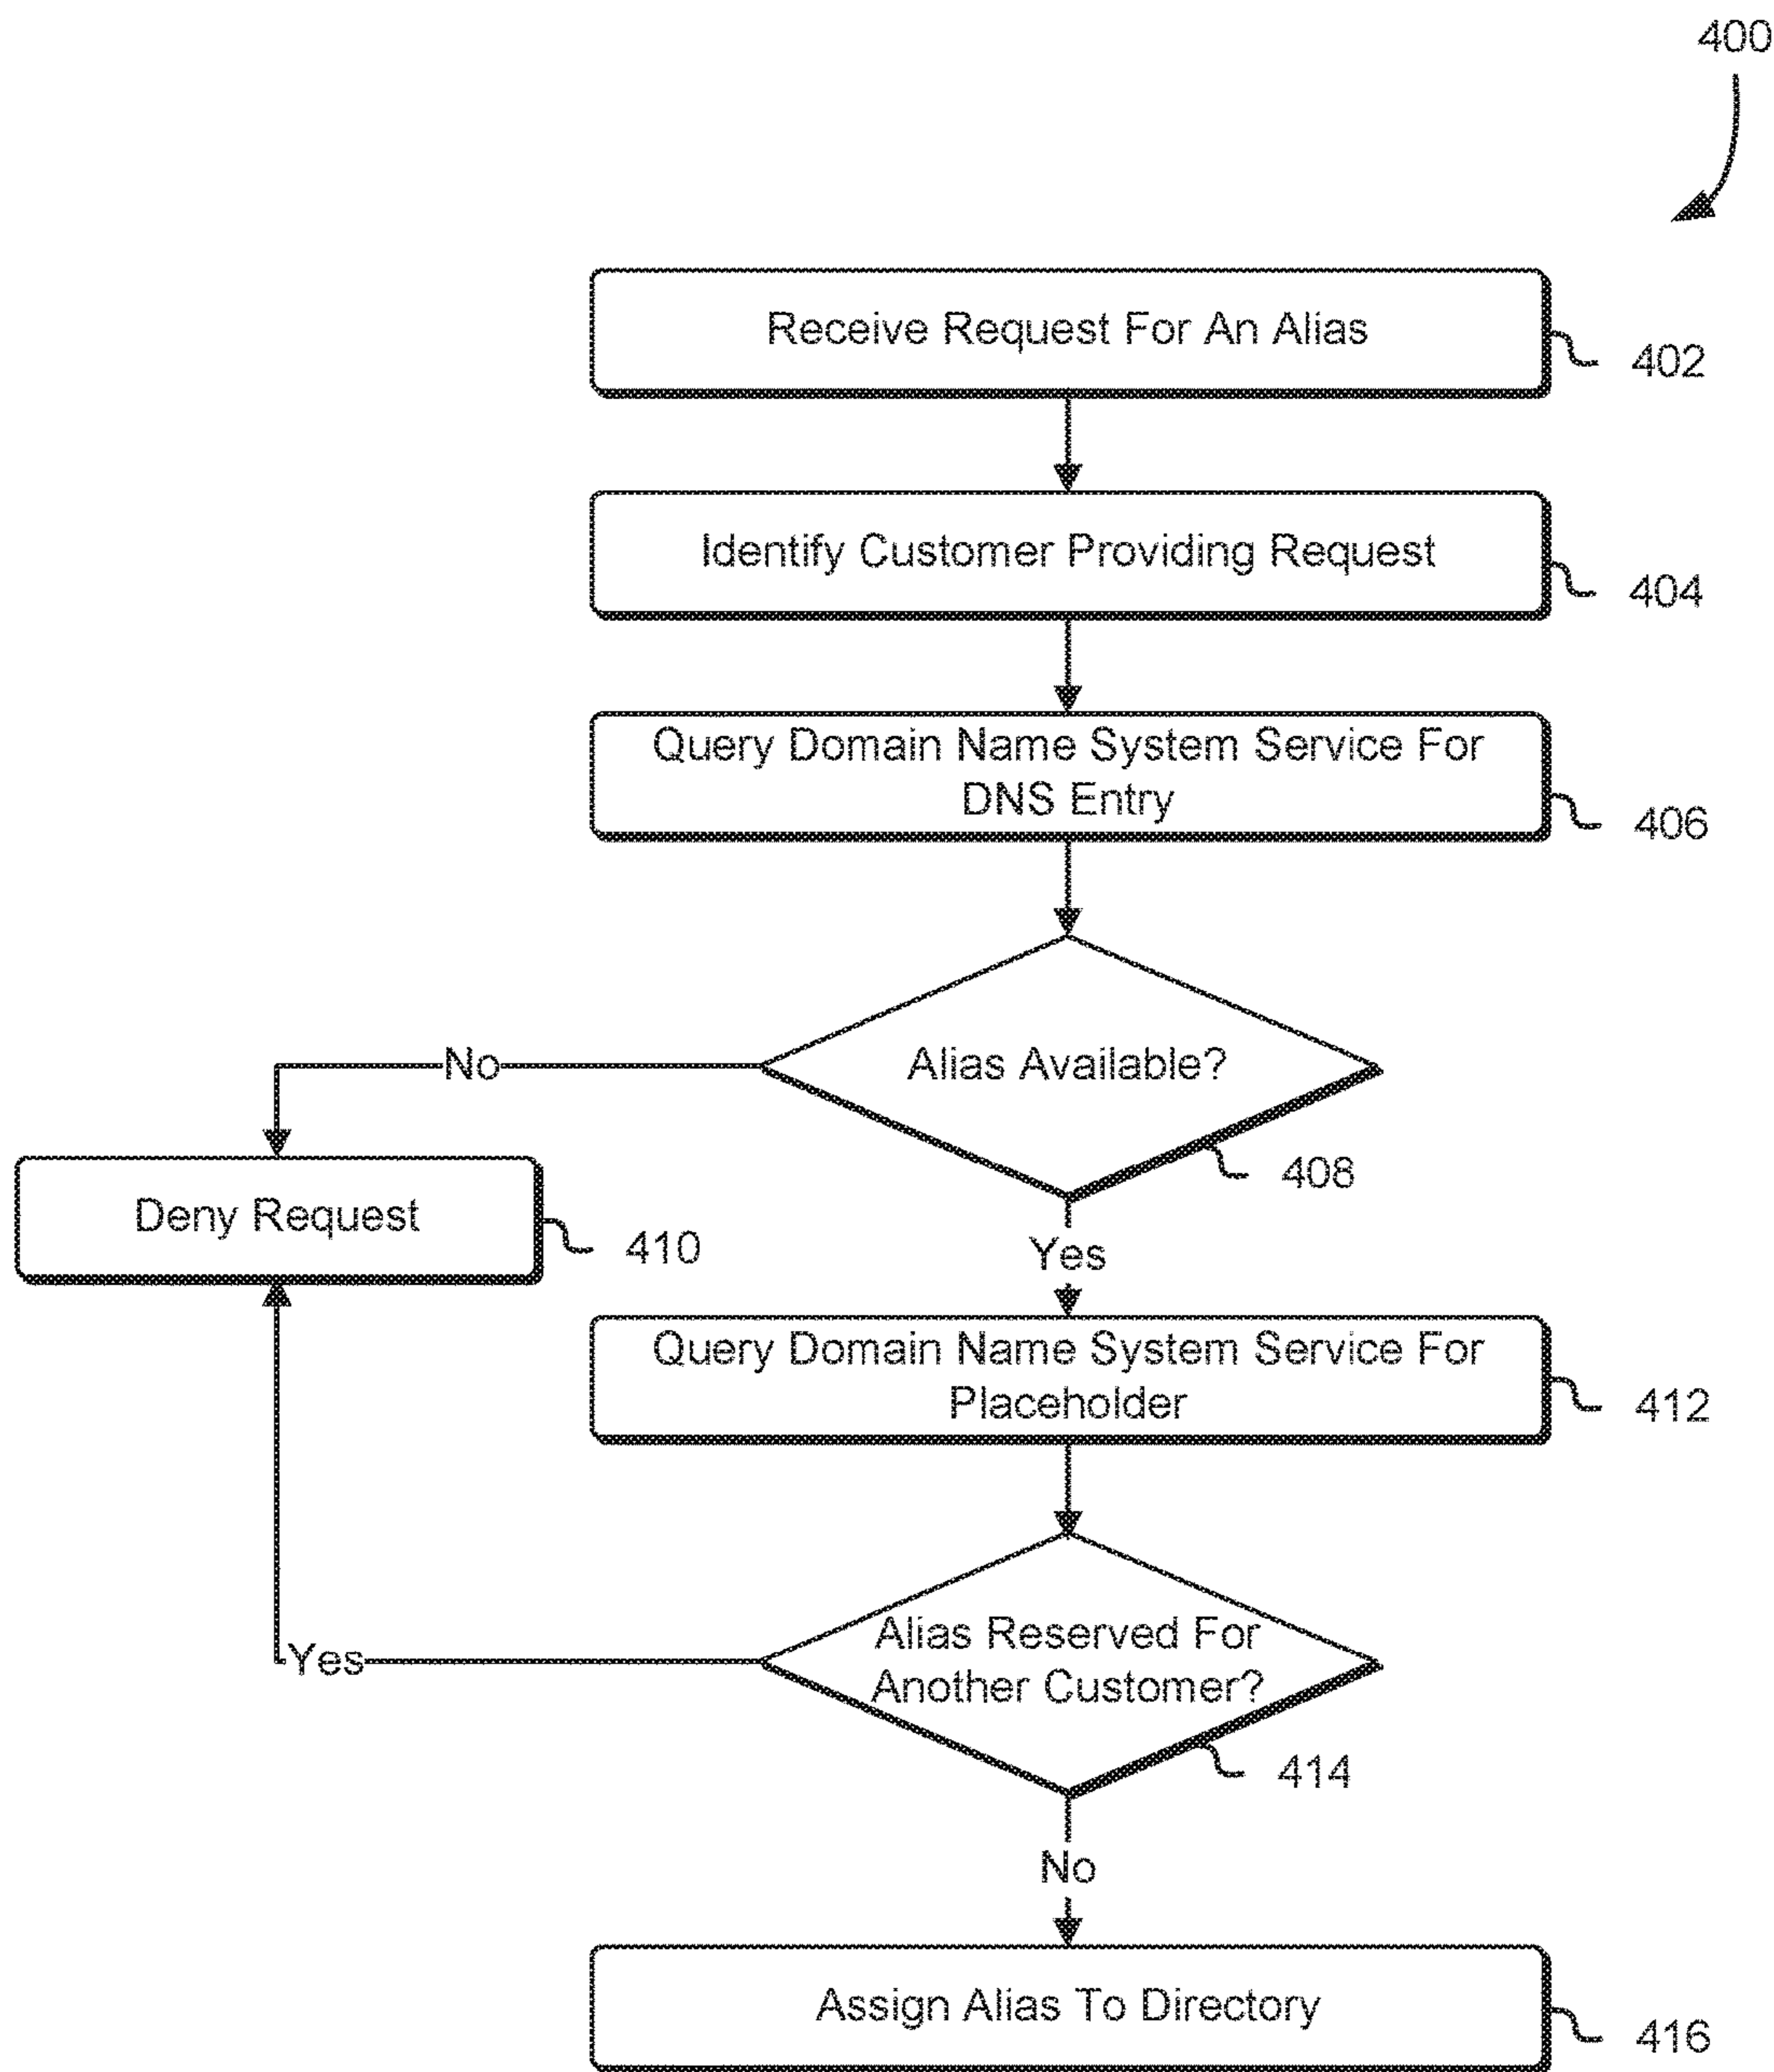 400
Receive Request For An Alias
402
Identify Customer Providing Request
404
Query Domain Name System Service For
DNS Entry
406
Alias Available?
408
No
Deny Request
410
Yes
Query Domain Name System Service For
Placeholder
412
Alias Reserved For
Another Customer?
414
Yes
No
Assign Alias To Directory
416